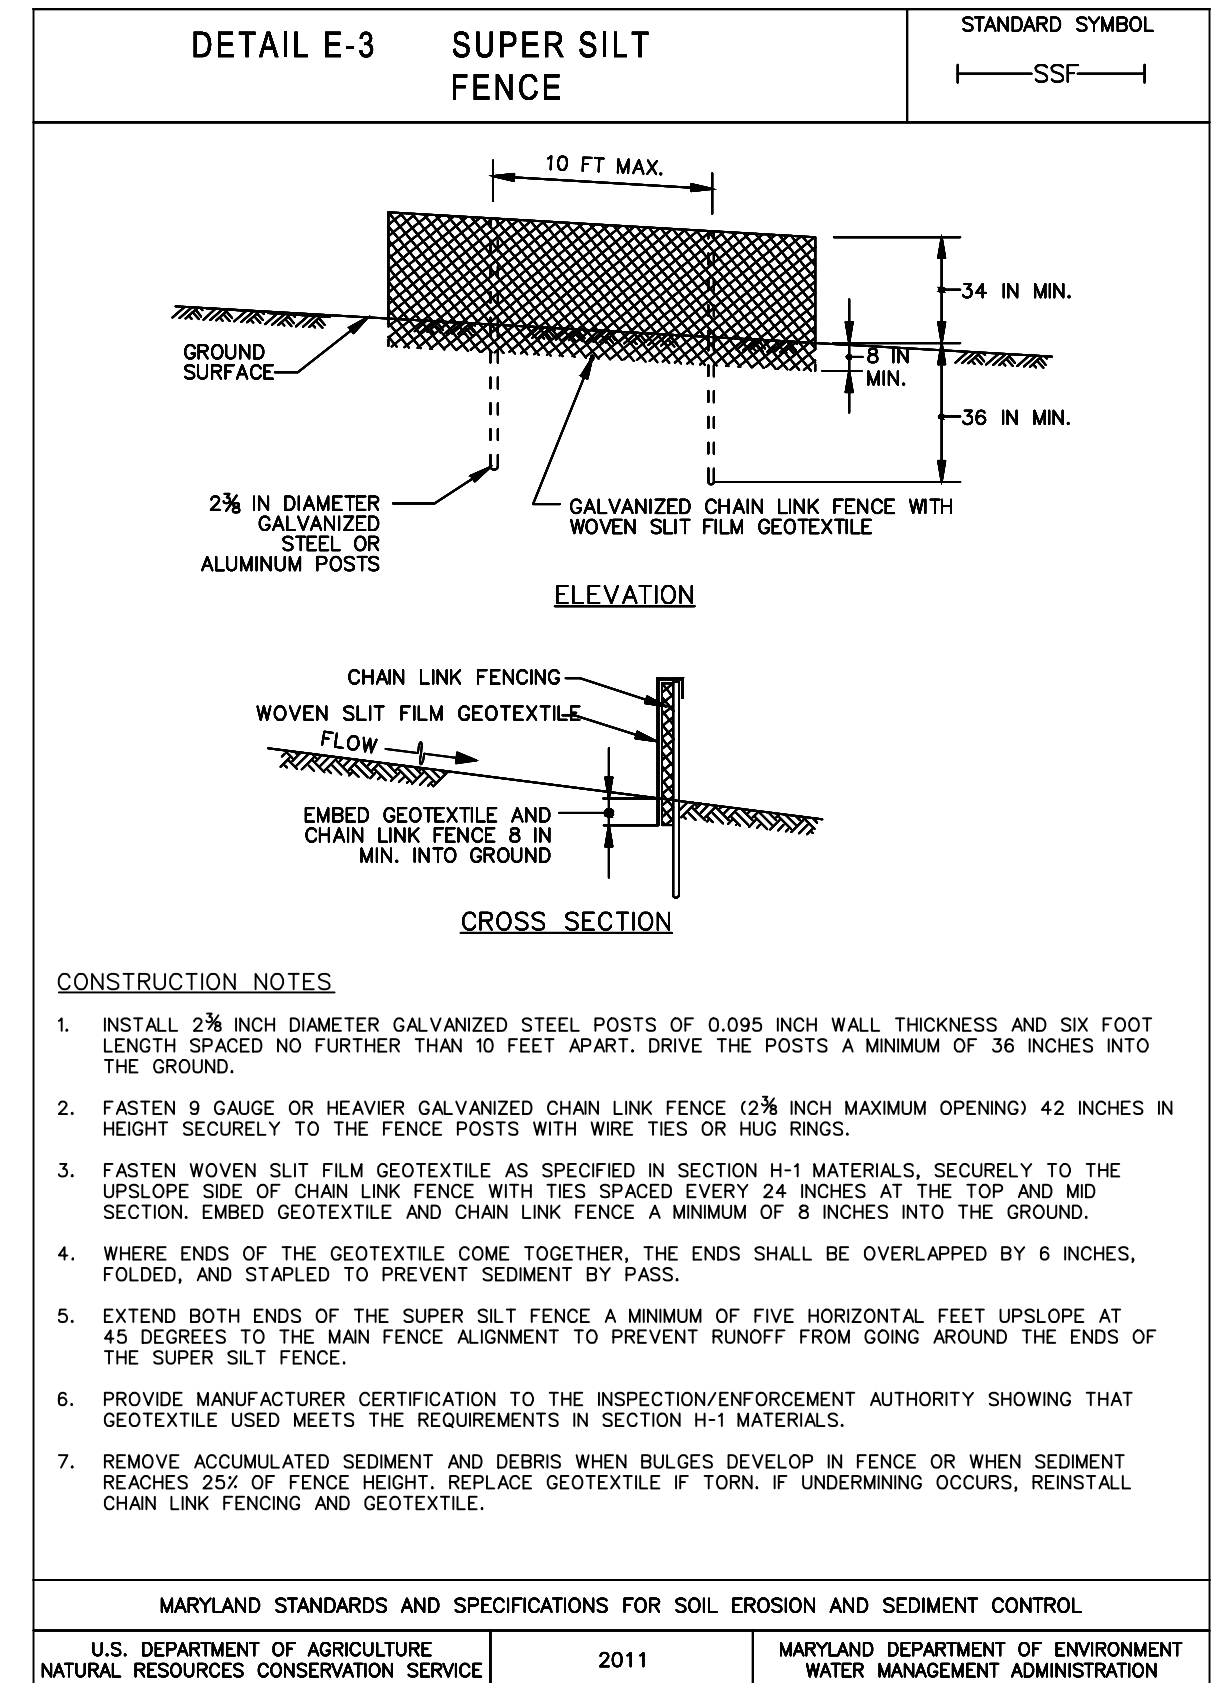 DETAIL E-3 SUPER SILT
FENCE
STANDARD SYMBOL
SSF
10 FT MAX.
34 IN MIN.
GROUND
SURFACE
8 IN
MIN.
36 IN MIN.
2⅜ IN DIAMETER
GALVANIZED
STEEL OR
ALUMINUM POSTS
GALVANIZED CHAIN LINK FENCE WITH
WOVEN SLIT FILM GEOTEXTILE
ELEVATION
CHAIN LINK FENCING
WOVEN SLIT FILM GEOTEXTILE
FLOW
EMBED GEOTEXTILE AND
CHAIN LINK FENCE 8 IN
MIN. INTO GROUND
CROSS SECTION
CONSTRUCTION NOTES
1. INSTALL 2⅜ INCH DIAMETER GALVANIZED STEEL POSTS OF 0.095 INCH WALL THICKNESS AND SIX FOOT
LENGTH SPACED NO FURTHER THAN 10 FEET APART. DRIVE THE POSTS A MINIMUM OF 36 INCHES INTO
THE GROUND.
2. FASTEN 9 GAUGE OR HEAVIER GALVANIZED CHAIN LINK FENCE (2⅜ INCH MAXIMUM OPENING) 42 INCHES IN
HEIGHT SECURELY TO THE FENCE POSTS WITH WIRE TIES OR HUG RINGS.
3. FASTEN WOVEN SLIT FILM GEOTEXTILE AS SPECIFIED IN SECTION H-1 MATERIALS, SECURELY TO THE
UPSLOPE SIDE OF CHAIN LINK FENCE WITH TIES SPACED EVERY 24 INCHES AT THE TOP AND MID
SECTION. EMBED GEOTEXTILE AND CHAIN LINK FENCE A MINIMUM OF 8 INCHES INTO THE GROUND.
4. WHERE ENDS OF THE GEOTEXTILE COME TOGETHER, THE ENDS SHALL BE OVERLAPPED BY 6 INCHES,
FOLDED, AND STAPLED TO PREVENT SEDIMENT BY PASS.
5. EXTEND BOTH ENDS OF THE SUPER SILT FENCE A MINIMUM OF FIVE HORIZONTAL FEET UPSLOPE AT
45 DEGREES TO THE MAIN FENCE ALIGNMENT TO PREVENT RUNOFF FROM GOING AROUND THE ENDS OF
THE SUPER SILT FENCE.
6. PROVIDE MANUFACTURER CERTIFICATION TO THE INSPECTION/ENFORCEMENT AUTHORITY SHOWING THAT
GEOTEXTILE USED MEETS THE REQUIREMENTS IN SECTION H-1 MATERIALS.
7. REMOVE ACCUMULATED SEDIMENT AND DEBRIS WHEN BULGES DEVELOP IN FENCE OR WHEN SEDIMENT
REACHES 25% OF FENCE HEIGHT. REPLACE GEOTEXTILE IF TORN. IF UNDERMINING OCCURS, REINSTALL
CHAIN LINK FENCING AND GEOTEXTILE.
MARYLAND STANDARDS AND SPECIFICATIONS FOR SOIL EROSION AND SEDIMENT CONTROL
U.S. DEPARTMENT OF AGRICULTURE
NATURAL RESOURCES CONSERVATION SERVICE
2011
MARYLAND DEPARTMENT OF ENVIRONMENT
WATER MANAGEMENT ADMINISTRATION